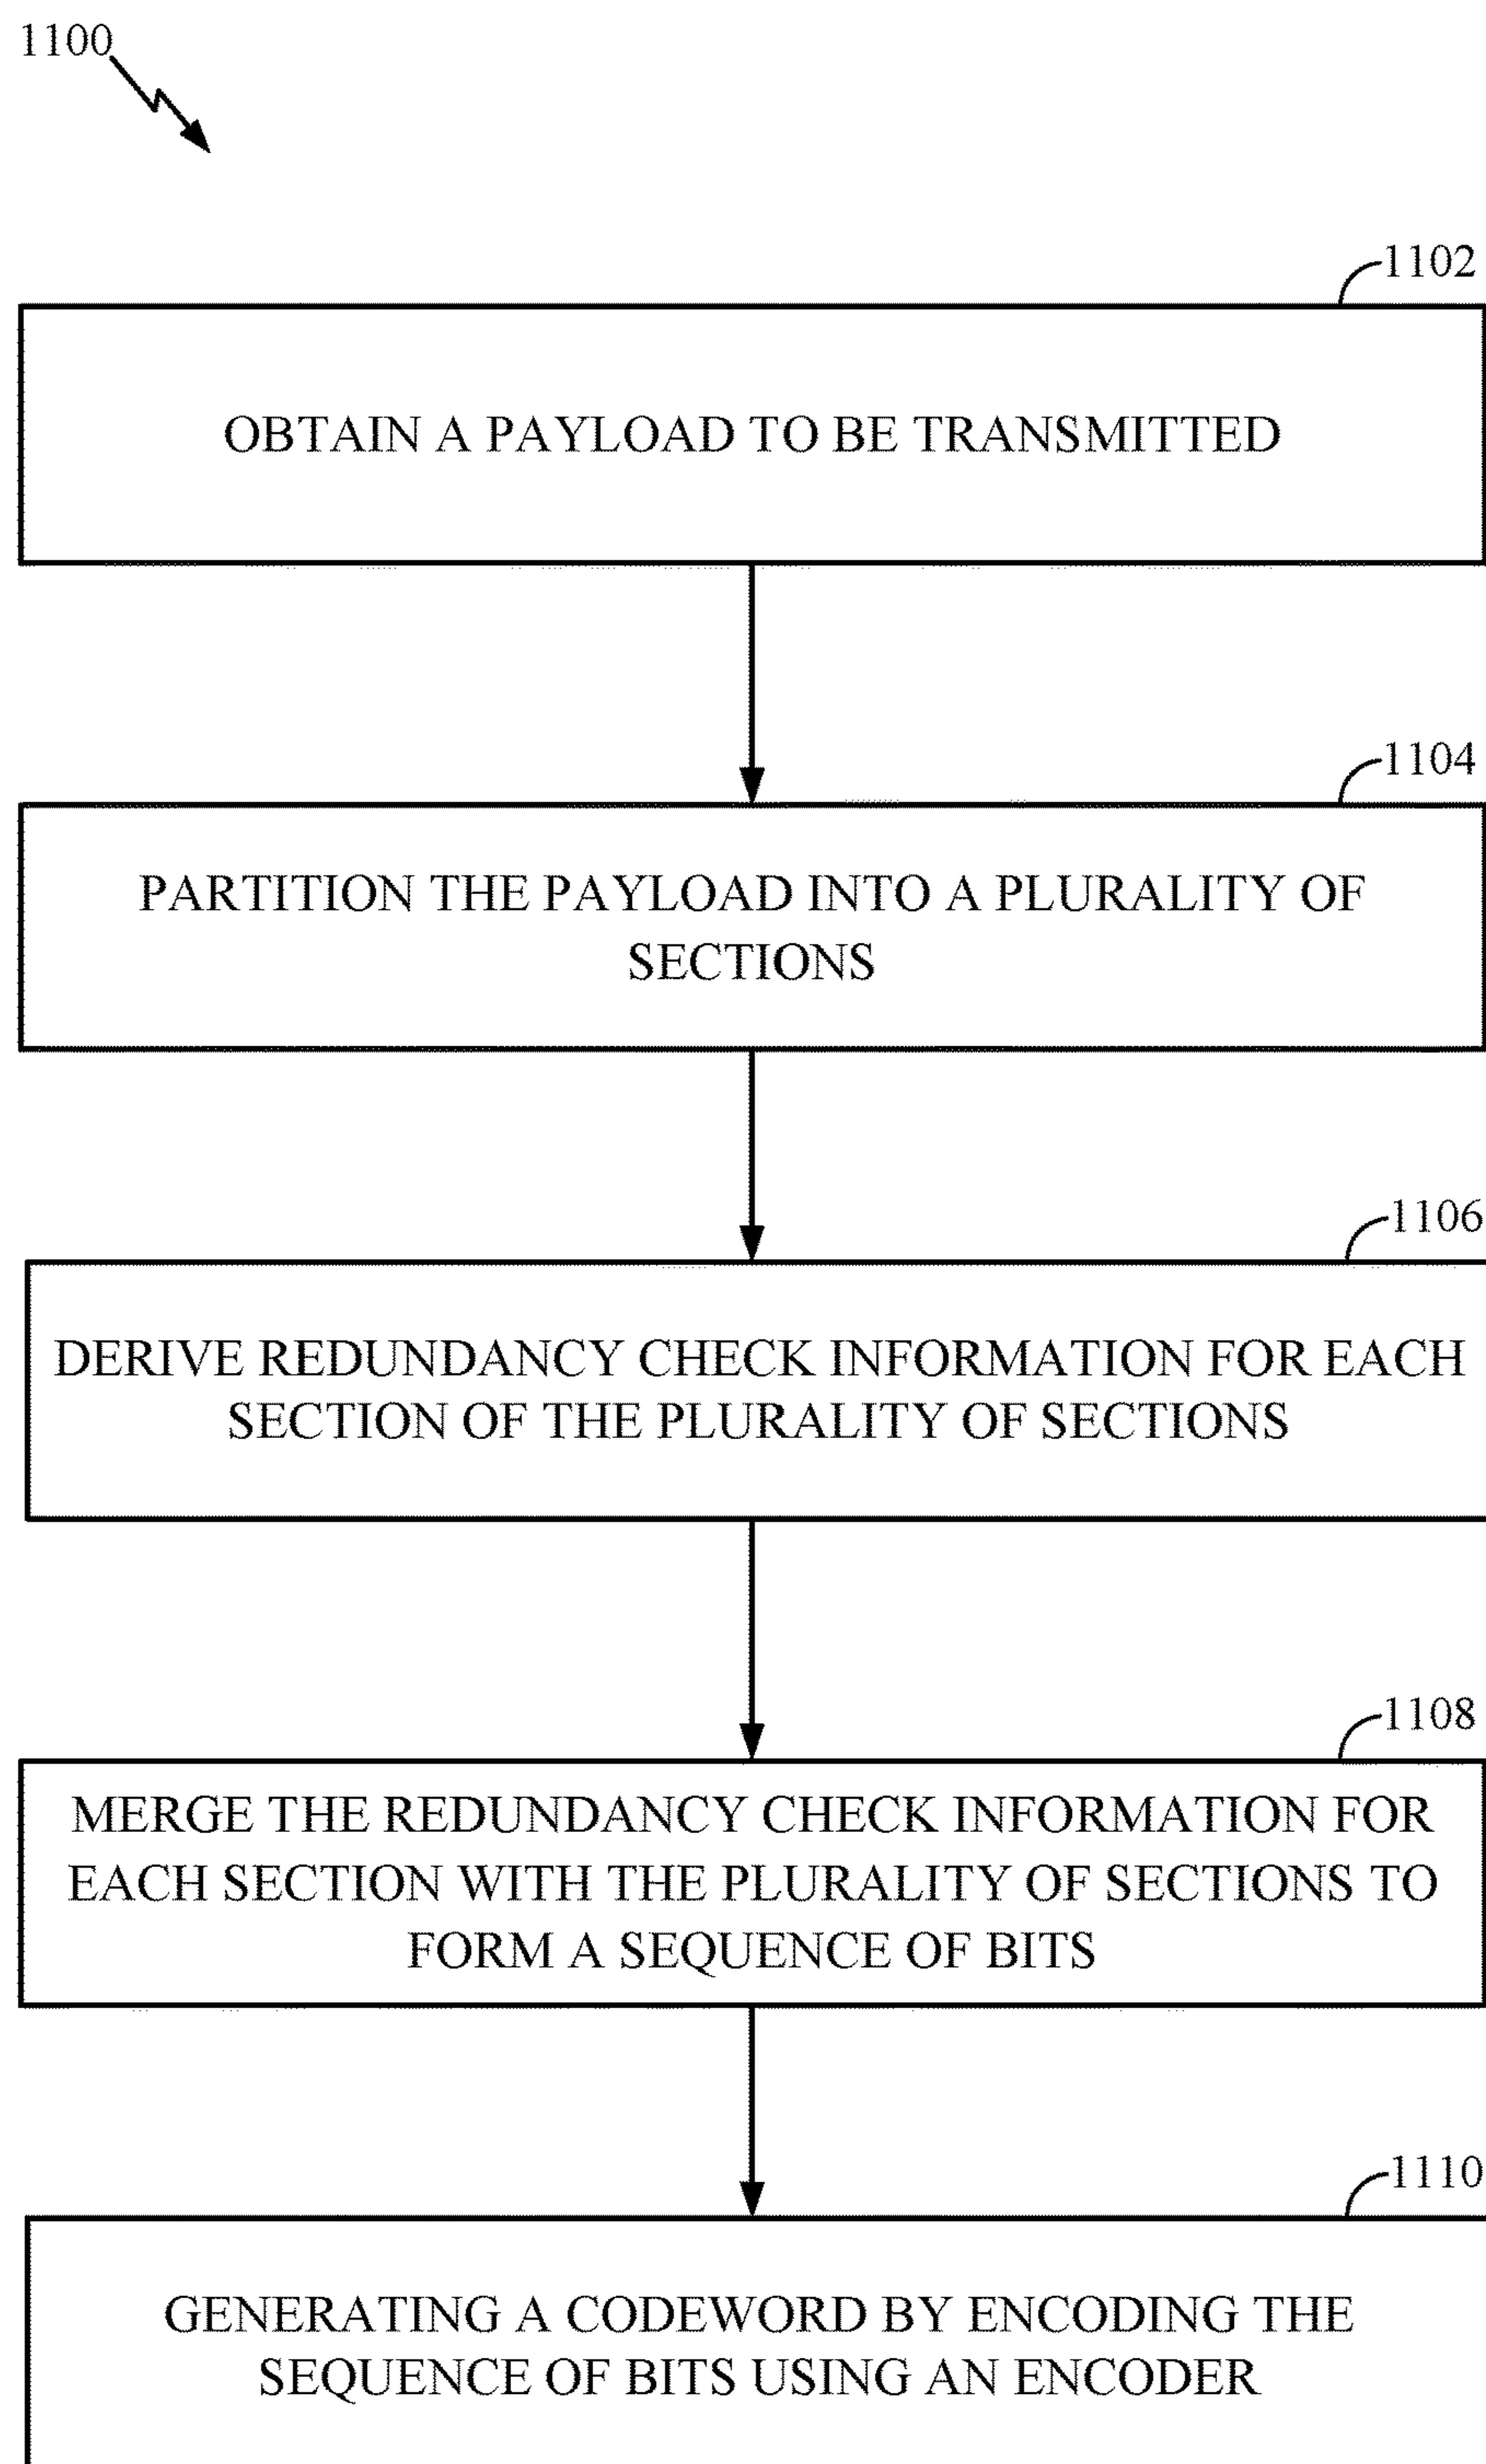 1100
1102
OBTAIN A PAYLOAD TO BE TRANSMITTED
1104
PARTITION THE PAYLOAD INTO A PLURALITY OF
SECTIONS
1106
DERIVE REDUNDANCY CHECK INFORMATION FOR EACH
SECTION OF THE PLURALITY OF SECTIONS
1108
MERGE THE REDUNDANCY CHECK INFORMATION FOR
EACH SECTION WITH THE PLURALITY OF SECTIONS TO
FORM A SEQUENCE OF BITS
1110
GENERATING A CODEWORD BY ENCODING THE
SEQUENCE OF BITS USING AN ENCODER